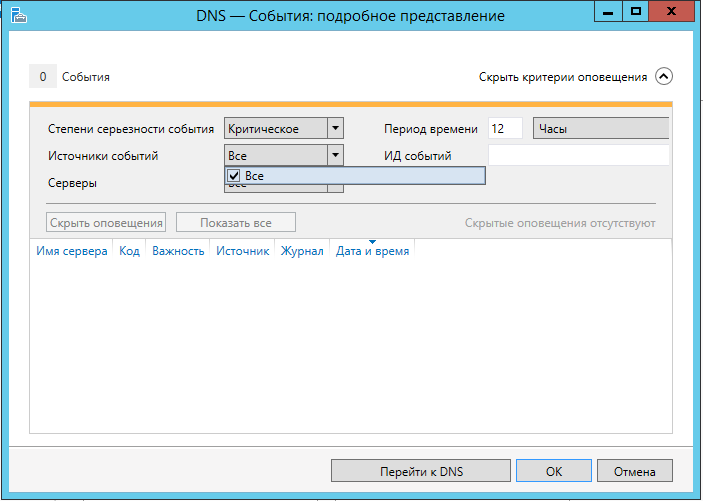 DNS — События: подробное представление
0 События Скрыть критерии оповещения
Степени серьезности события Критическое Период времени 12 Часы
Источники событий Все ИД событий
Все
Серверы Все
Скрыть оповещения Показать все Скрытые оповещения отсутствуют
Имя сервера Код Важность Источник Журнал Дата и время
Перейти к DNS OK Отмена